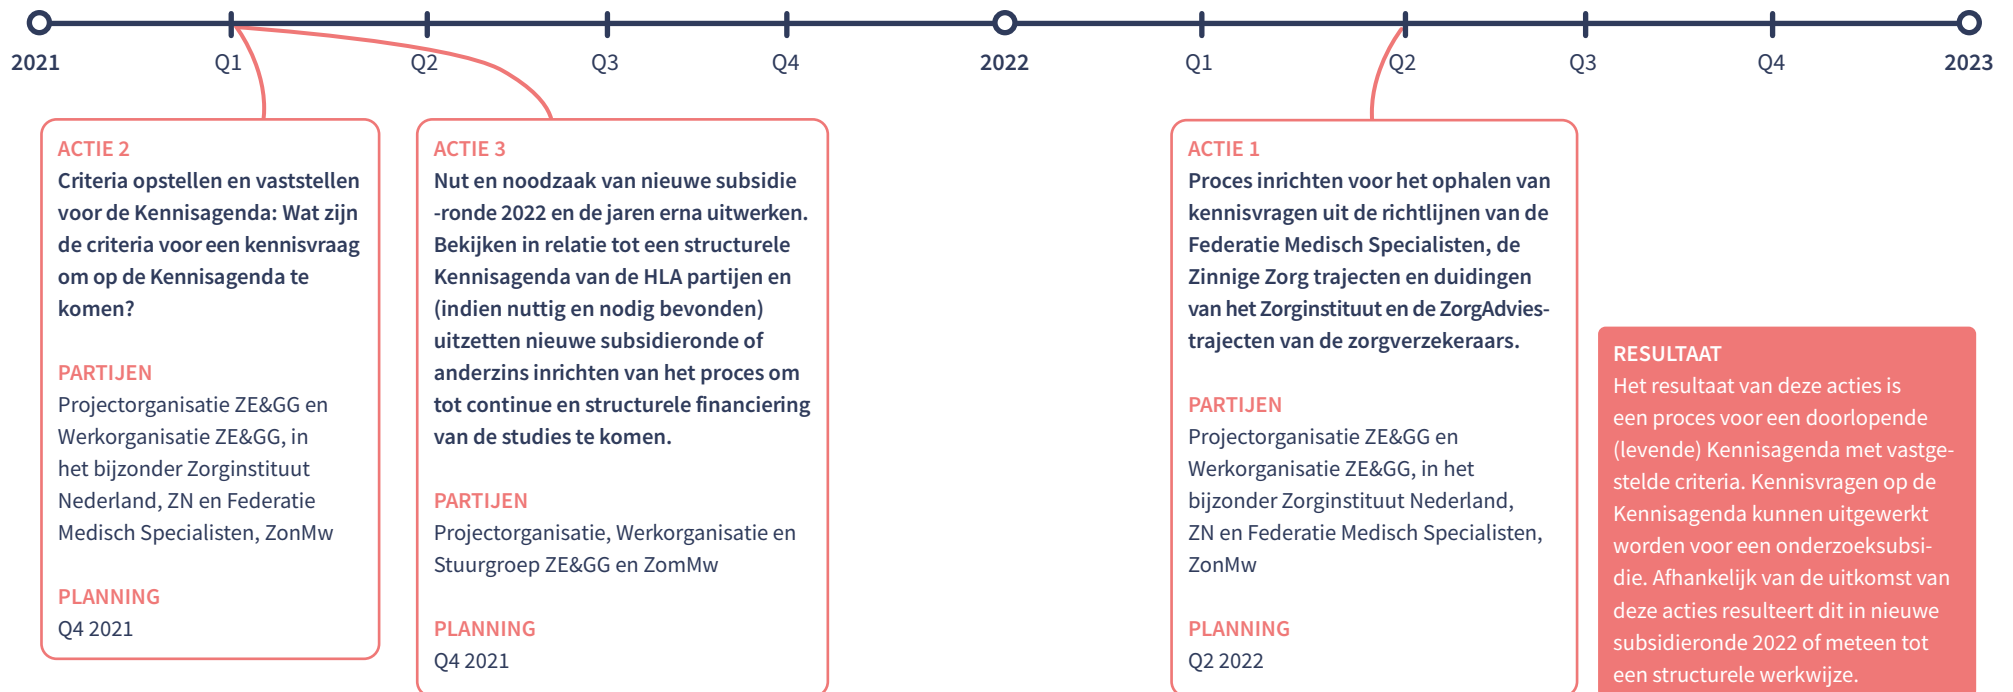 2021
Q1
Q2
Q3
Q4
2022
Q1
Q2
Q3
Q4
2023
ACTIE 2
Criteria opstellen en vaststellen
voor de Kennisagenda: Wat zijn
de criteria voor een kennisvraag
om op de Kennisagenda te
komen?
PARTIJEN
Projectorganisatie ZE&GG en
Werkorganisatie ZE&GG, in
het bijzonder Zorginstituut
Nederland, ZN en Federatie
Medisch Specialisten, ZonMw
PLANNING
Q4 2021
ACTIE 3
Nut en noodzaak van nieuwe subsidie
-ronde 2022 en de jaren erna uitwerken.
Bekijken in relatie tot een structurele
Kennisagenda van de HLA partijen en
(indien nuttig en nodig bevonden)
uitzetten nieuwe subsidieronde of
anderzins inrichten van het proces om
tot continue en structurele financiering
van de studies te komen.
PARTIJEN
Projectorganisatie, Werkorganisatie en
Stuurgroep ZE&GG en ZomMw
PLANNING
Q4 2021
ACTIE 1
Proces inrichten voor het ophalen van
kennisvragen uit de richtlijnen van de
Federatie Medisch Specialisten, de
Zinnige Zorg trajecten en duidingen
van het Zorginstituut en de ZorgAdvies-
trajecten van de zorgverzekeraars.
PARTIJEN
Projectorganisatie ZE&GG en
Werkorganisatie ZE&GG, in het
bijzonder Zorginstituut Nederland,
ZN en Federatie Medisch Specialisten,
ZonMw
PLANNING
Q2 2022
RESULTAAT
Het resultaat van deze acties is
een proces voor een doorlopende
(levende) Kennisagenda met vastge-
stelde criteria. Kennisvragen op de
Kennisagenda kunnen uitgewerkt
worden voor een onderzoeksubsi-
die. Afhankelijk van de uitkomst van
deze acties resulteert dit in nieuwe
subsidieronde 2022 of meteen tot
een structurele werkwijze.